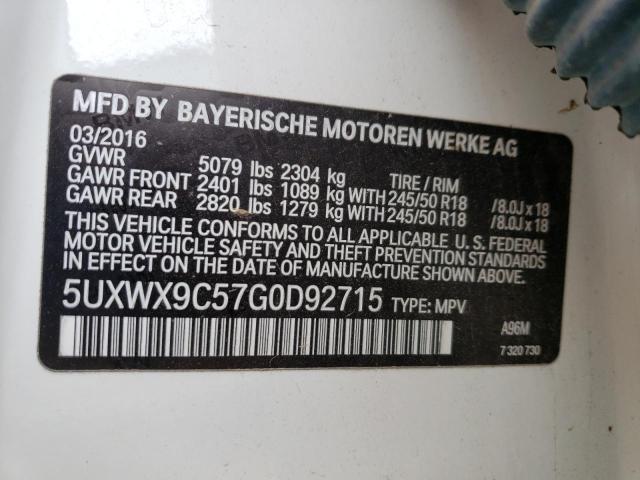 MFD BY BAYERISCHE MOTOREN WERKE AG
03/2016
GVWR 5079 lbs 2304 kg TIRE / RIM
GAWR FRONT 2401 lbs 1089 kg WITH 245/50 R18 /8.0J x 18
GAWR REAR 2820 lbs 1279 kg WITH 245/50 R18 /8.0J x 18
THIS VEHICLE CONFORMS TO ALL APPLICABLE U.S. FEDERAL
MOTOR VEHICLE SAFETY AND THEFT PREVENTION STANDARDS
IN EFFECT ON THE DATE OF MANUFACTURE SHOWN ABOVE.
5UXWX9C57G0D92715 TYPE: MPV
A96M
7 320 730